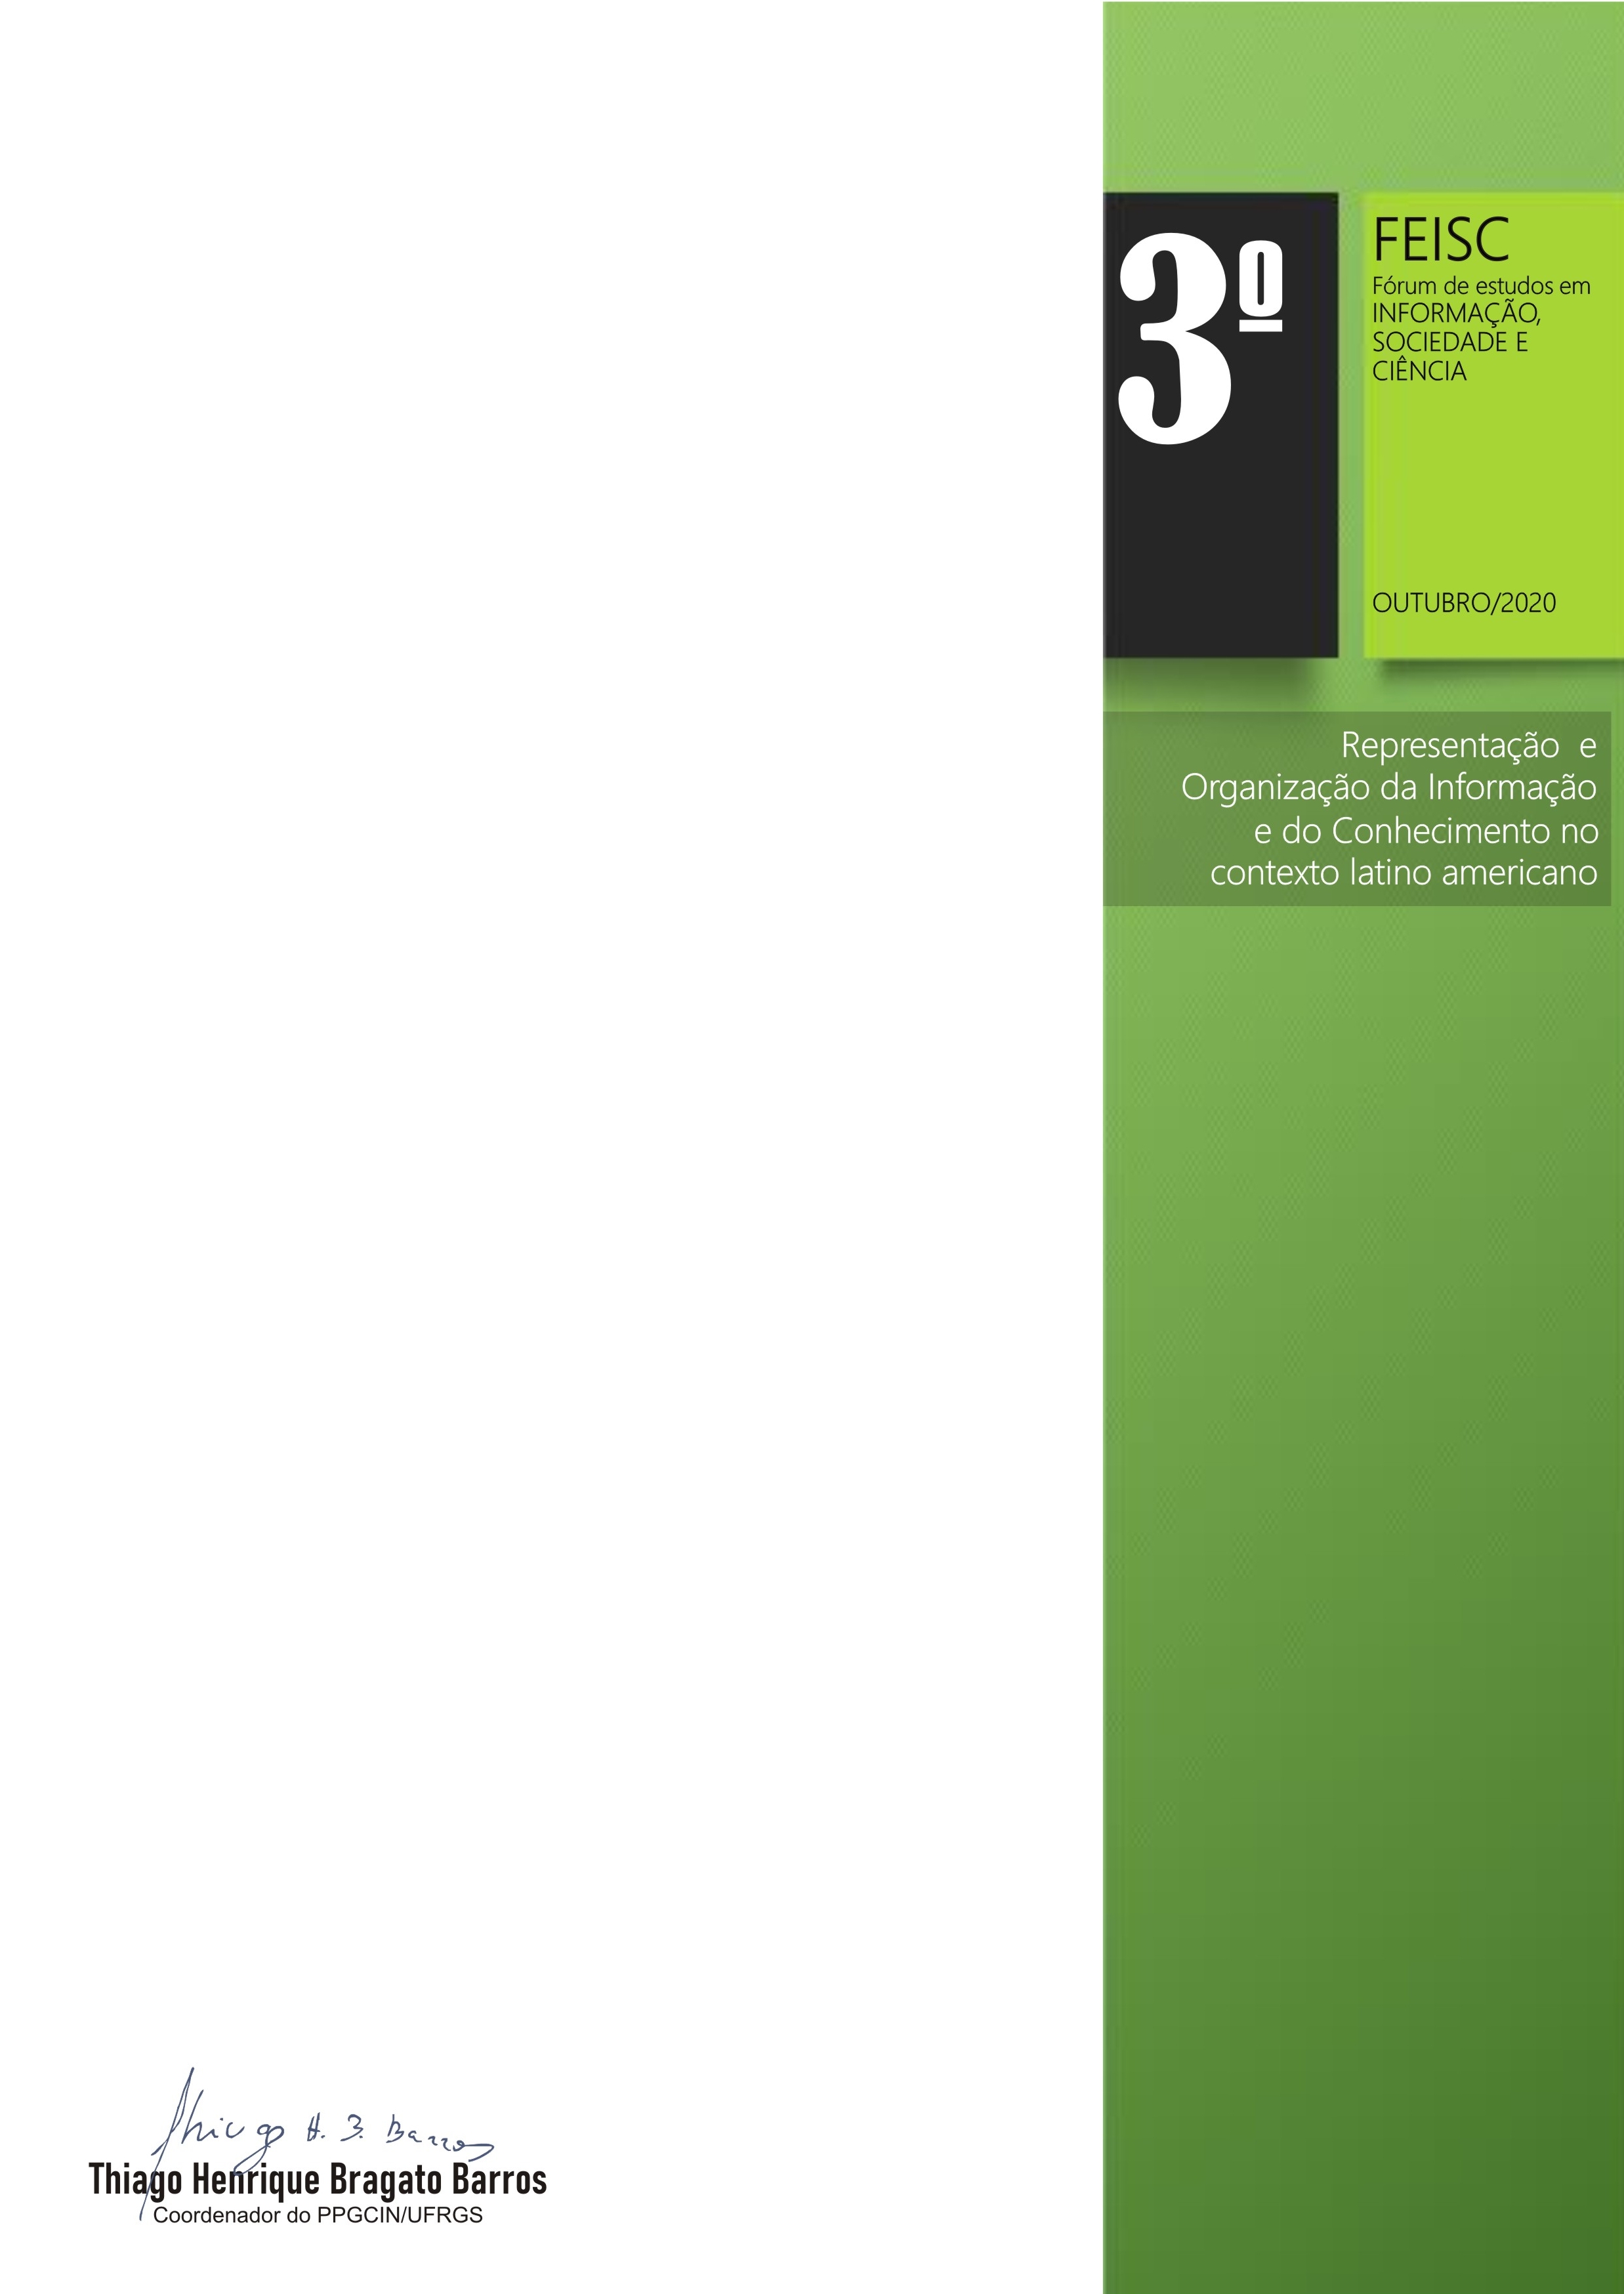 3º
FEISC
Fórum de estudos em
INFORMAÇÃO,
SOCIEDADE E
CIÊNCIA
OUTUBRO/2020
Representação e
Organização da Informação
e do Conhecimento no
contexto latino americano
Thiago H. B. Barros
Thiago Henrique Bragato Barros
Coordenador do PPGCIN/UFRGS